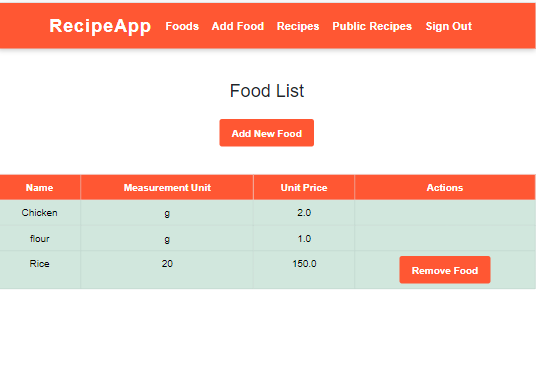 RecipeApp Foods Add Food Recipes Public Recipes Sign Out
Food List
Add New Food
Name Measurement Unit Unit Price Actions
Chicken g 2.0
flour g 1.0
Rice 20 150.0 Remove Food